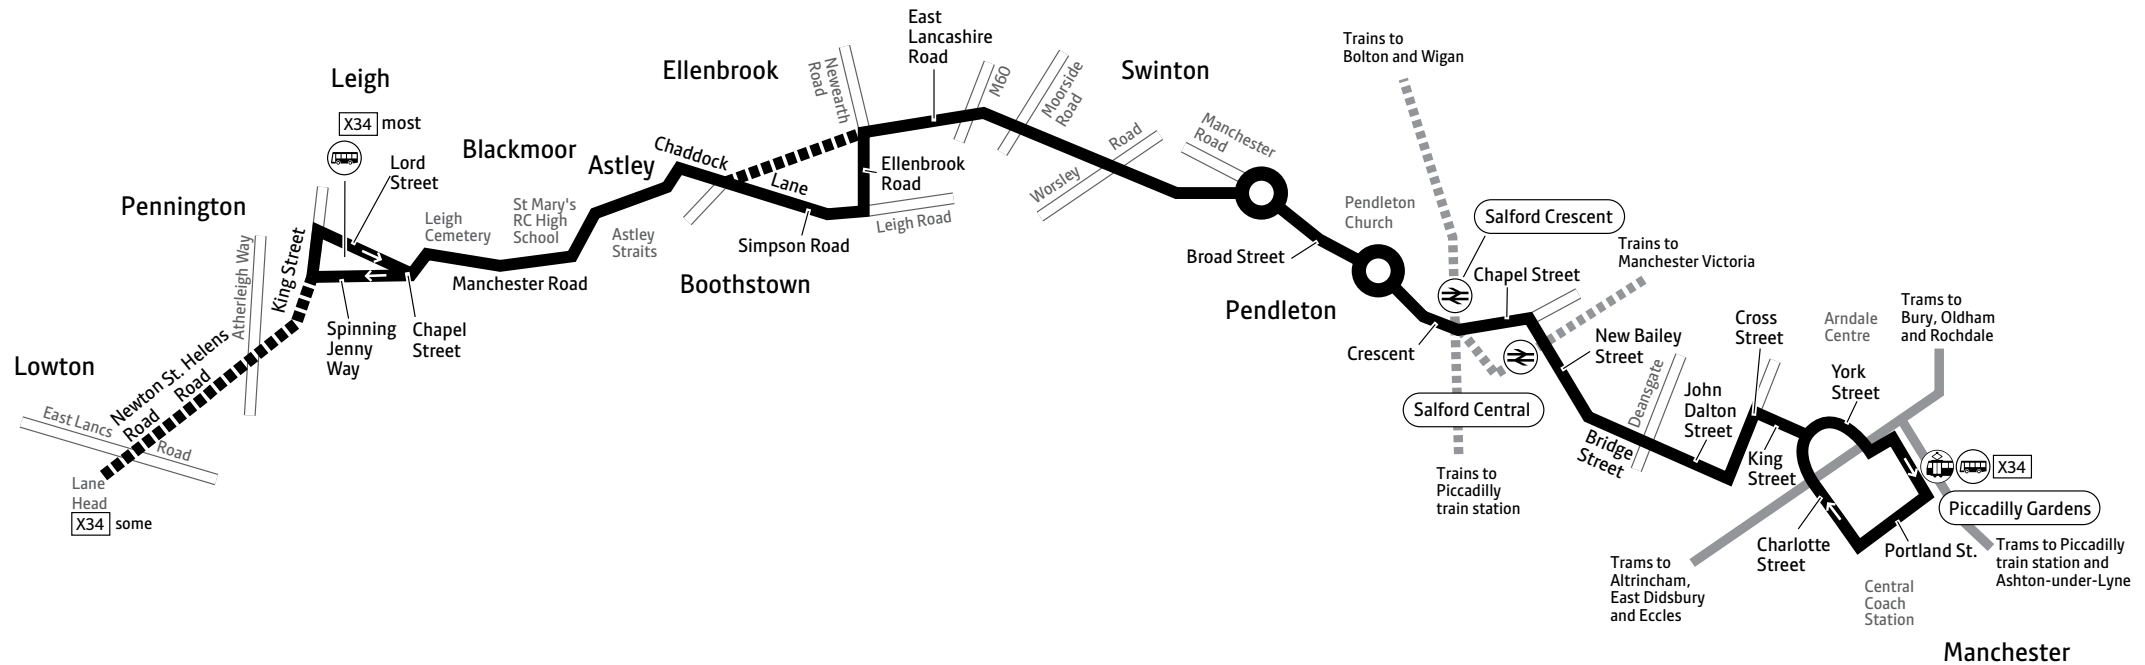 Lowton
East Lancs
Road
Lane
Head
X34 some
Newton St. Helens
Road Road
Pennington
Atherleigh Way
King Street
Leigh
X34 most
Lord
Street
Spinning
Jenny
Way
Chapel
Street
Leigh
Cemetery
Manchester Road
Blackmoor
St Mary's
RC High
School
Astley
Astley
Straits
Chaddock
Lane
Simpson Road
Boothstown
Ellenbrook
Newearth
Road
Ellenbrook
Road
Leigh Road
East
Lancashire
Road
M60
Moorside
Road
Swinton
Worsley Road
Manchester
Road
Broad Street
Pendleton
Church
Pendleton
Crescent
Trains to
Bolton and Wigan
Salford Crescent
Chapel Street
Trains to
Manchester Victoria
Salford Central
Trains to
Piccadilly
train station
New Bailey
Street
Bridge
Street
Deansgate
John
Dalton
Street
Cross
Street
King
Street
Arndale
Centre
York
Street
Trams to
Bury, Oldham
and Rochdale
X34
Piccadilly Gardens
Portland St.
Charlotte
Street
Trams to
Altrincham,
East Didsbury
and Eccles
Trams to Piccadilly
train station and
Ashton-under-Lyne
Central
Coach
Station
Manchester